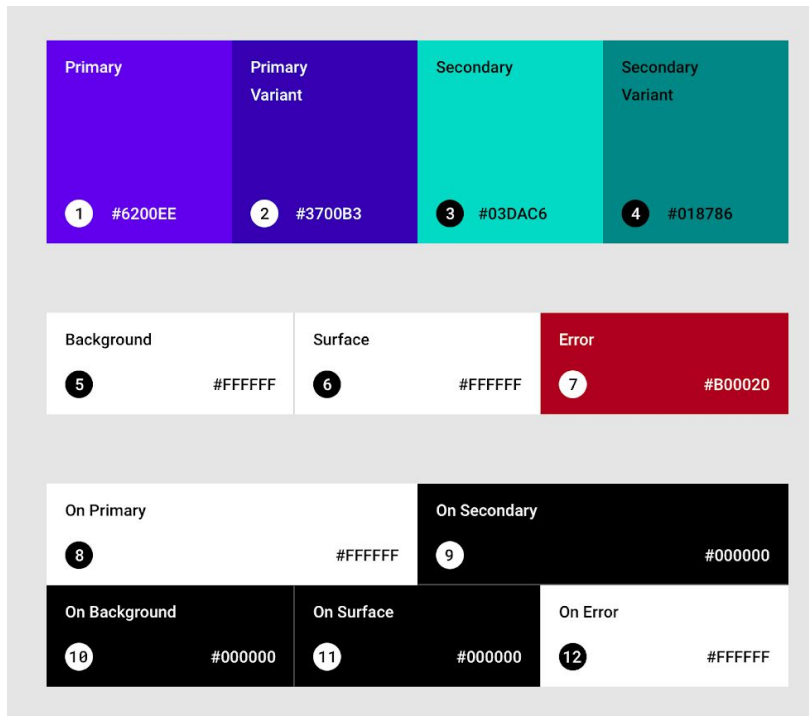 Primary
1 #6200EE
Primary
Variant
2 #3700B3
Secondary
3 #03DAC6
Secondary
Variant
4 #018786
Background
5 #FFFFFF
Surface
6 #FFFFFF
Error
7 #B00020
On Primary
8 #FFFFFF
On Secondary
9 #000000
On Background
10 #000000
On Surface
11 #000000
On Error
12 #FFFFFF